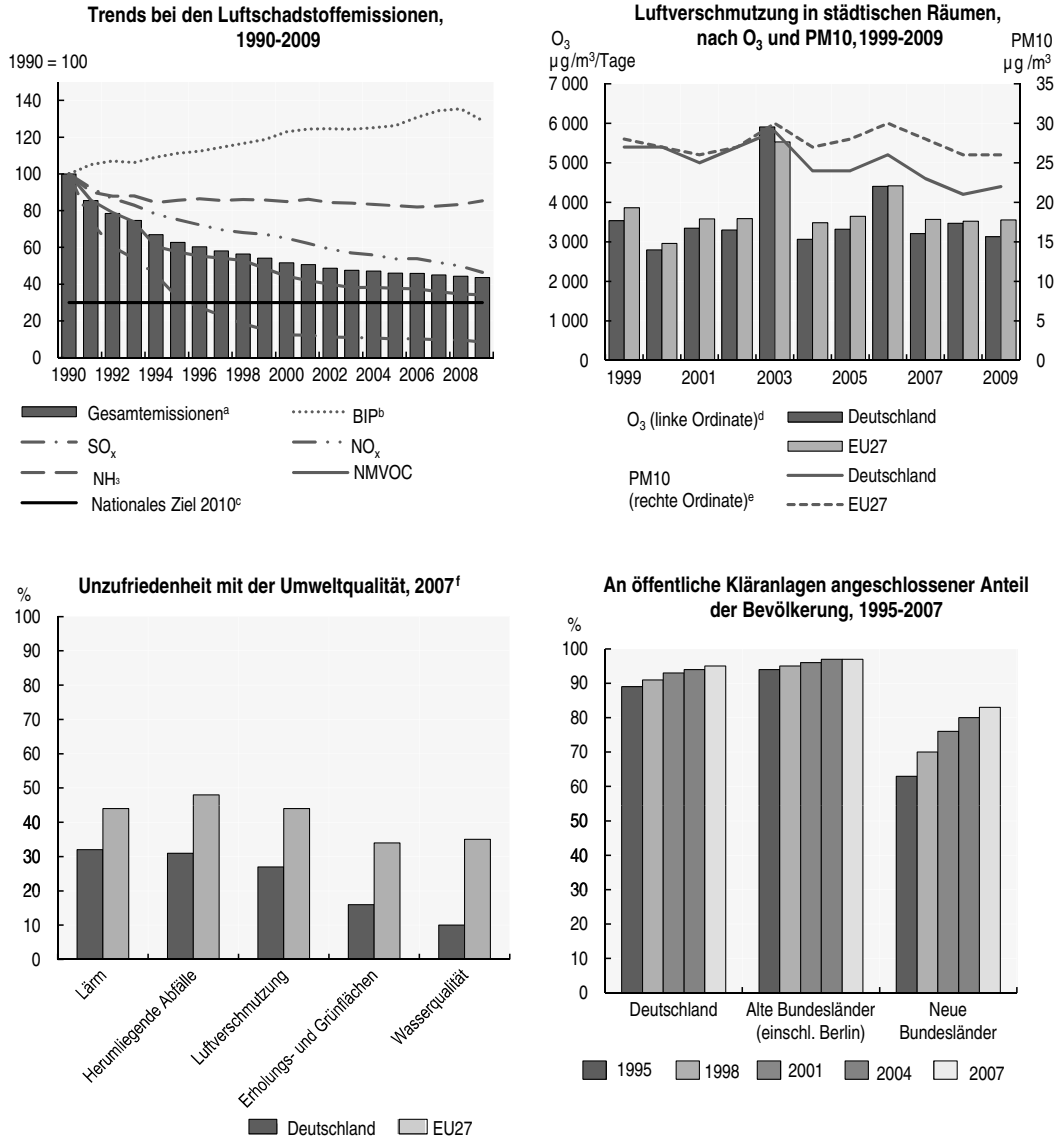 Trends bei den Luftschadstoffemissionen,
1990-2009
1990 = 100
140
120
100
80
60
40
20
0
1990 1992 1994 1996 1998 2000 2002 2004 2006 2008
Gesamtemissionenᵃ
BIPᵇ
SOₓ
NOₓ
NH₃
NMVOC
Nationales Ziel 2010ᶜ
Luftverschmutzung in städtischen Räumen,
nach O₃ und PM10, 1999-2009
O₃
µg/m³/Tage
PM10
µg/m³
7 000
6 000
5 000
4 000
3 000
2 000
1 000
0
35
30
25
20
15
10
5
0
1999 2001 2003 2005 2007 2009
O₃ (linke Ordinate)ᵈ
Deutschland
EU27
PM10
(rechte Ordinate)ᵉ
Deutschland
EU27
Unzufriedenheit mit der Umweltqualität, 2007ᶠ
%
100
90
80
70
60
50
40
30
20
10
0
Lärm
Herumliegende Abfälle
Luftverschmutzung
Erholungs- und Grünflächen
Wasserqualität
Deutschland EU27
An öffentliche Kläranlagen angeschlossener Anteil
der Bevölkerung, 1995-2007
%
100
90
80
70
60
50
40
30
20
10
0
Deutschland
Alte Bundesländer
(einschl. Berlin)
Neue
Bundesländer
1995 1998 2001 2004 2007